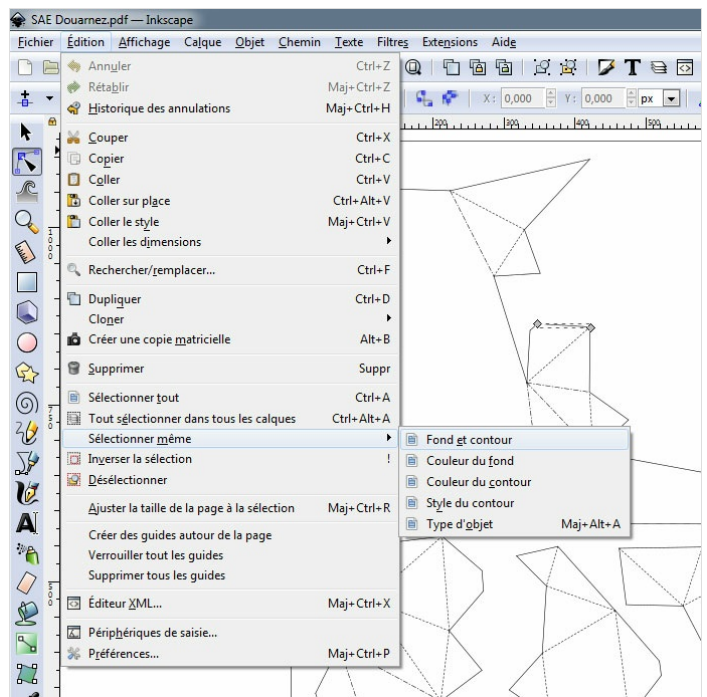 SAE Douarnez.pdf — Inkscape
Fichier Édition Affichage Calque Objet Chemin Texte Filtres Extensions Aide
Annuler Ctrl+Z
Rétablir Maj+Ctrl+Z
Historique des annulations Maj+Ctrl+H
X: 0,000 Y: 0,000 px
Couper Ctrl+X
Copier Ctrl+C
Coller Ctrl+V
Coller sur place Ctrl+Alt+V
Coller le style Maj+Ctrl+V
Coller les dimensions
Rechercher/remplacer... Ctrl+F
Dupliquer Ctrl+D
Cloner
Créer une copie matricielle Alt+B
Supprimer Suppr
Sélectionner tout Ctrl+A
Tout sélectionner dans tous les calques Ctrl+Alt+A
Sélectionner même
Inverser la sélection !
Désélectionner
Ajuster la taille de la page à la sélection Maj+Ctrl+R
Créer des guides autour de la page
Verrouiller tout les guides
Supprimer tous les guides
Éditeur XML... Maj+Ctrl+X
Périphériques de saisie...
Préférences... Maj+Ctrl+P
Fond et contour
Couleur du fond
Couleur du contour
Style du contour
Type d'objet Maj+Alt+A
200 300 400 500
1000
750
500